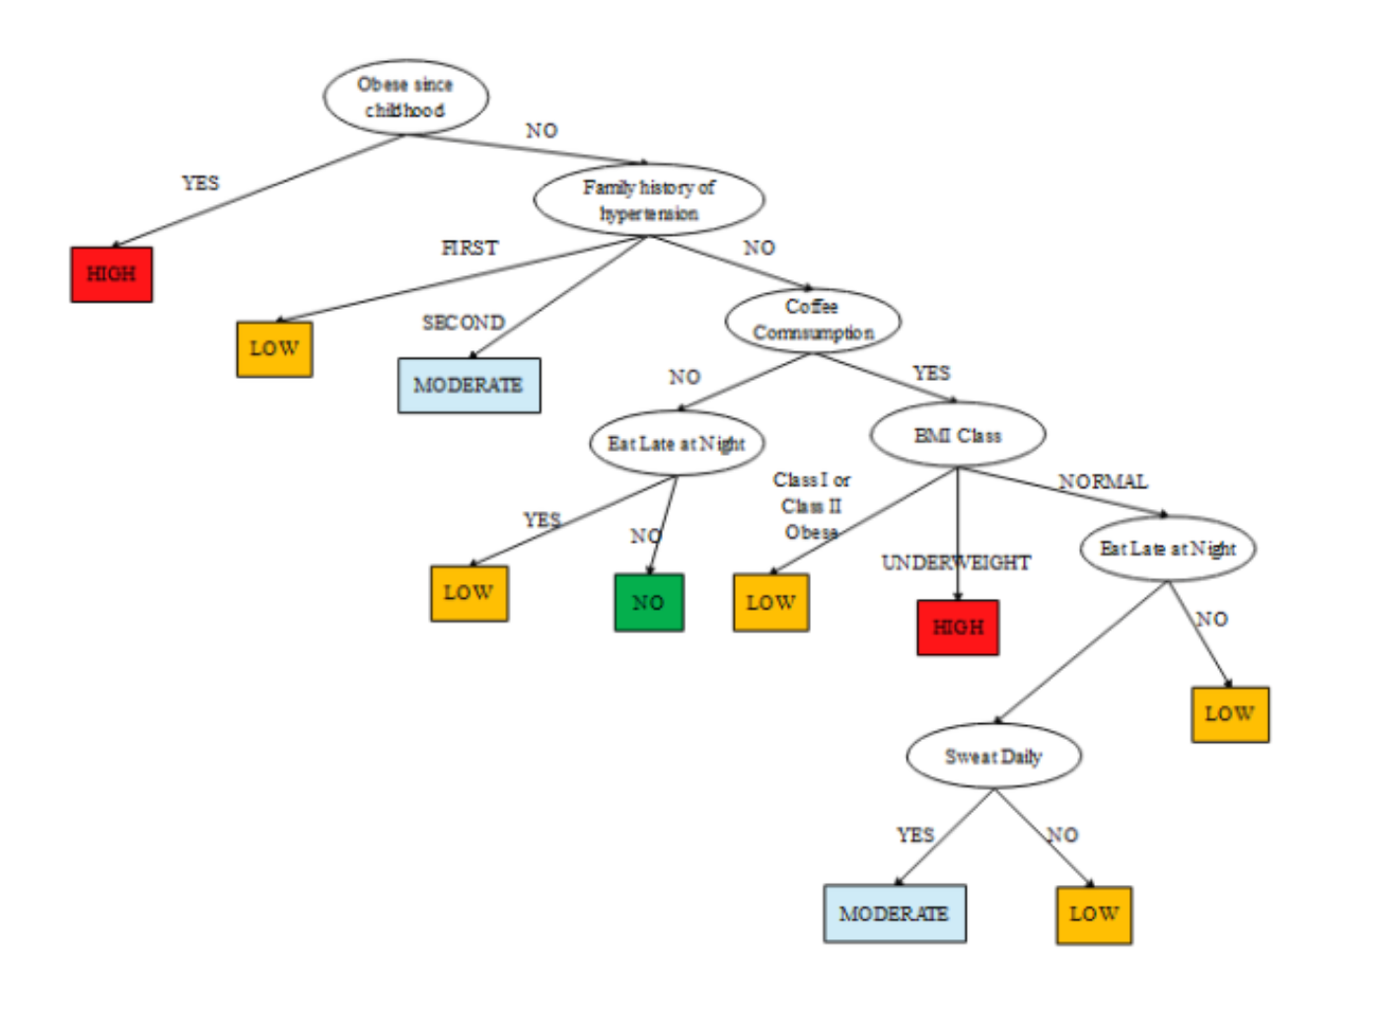 Obese since
childhood
NO
YES
Family history of
hypertension
HIGH
FIRST
NO
LOW
SECOND
MODERATE
Coffee
Comnsumption
NO
YES
Eat Late at Night
BMI Class
YES
NO
Class I or
Class II
Obese
UNDERWEIGHT
NORMAL
Eat Late at Night
LOW
NO
LOW
HIGH
NO
LOW
Sweat Daily
YES
NO
MODERATE
LOW